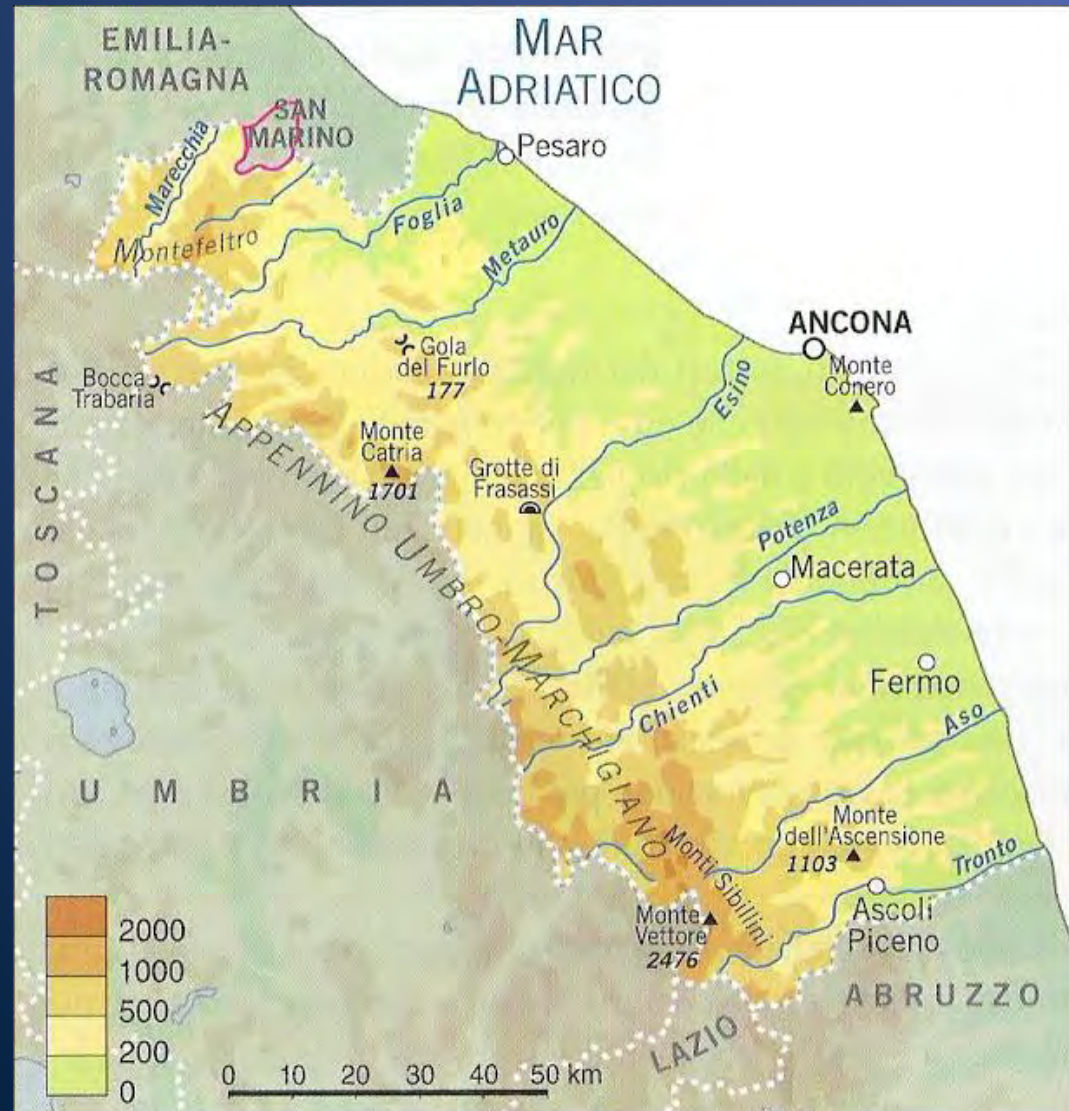 EMILIA-
ROMAGNA
MAR
ADRIATICO
SAN
MARINO
Marecchia
Pesaro
Montefeltro
Foglia
Metauro
ANCONA
Gola
del Furlo
177
Monte
Conero
Bocca
Trabaria
TOSCANA
Esino
APPENNINO UMBRO-MARCHIGIANO
Monte
Catria
1701
Grotte di
Frasassi
Potenza
Macerata
Chienti
Fermo
Aso
UMBRIA
Monti Sibillini
Monte
dell'Ascensione
1103
Tronto
Monte
Vettore
2476
Ascoli
Piceno
ABRUZZO
LAZIO
2000
1000
500
200
0
0 10 20 30 40 50 km